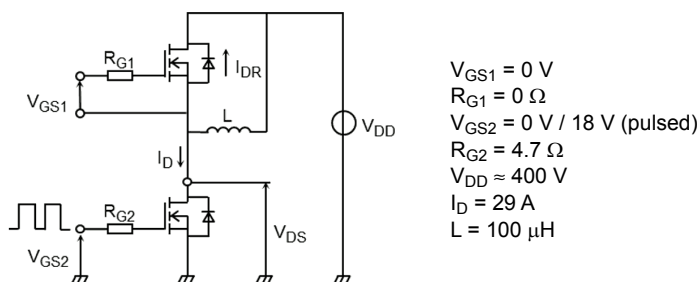 R_G1
I_DR
V_GS1
L
V_DD
I_D
R_G2
V_GS2
V_DS
V_GS1 = 0 V
R_G1 = 0 Ω
V_GS2 = 0 V / 18 V (pulsed)
R_G2 = 4.7 Ω
V_DD ≈ 400 V
I_D = 29 A
L = 100 μH